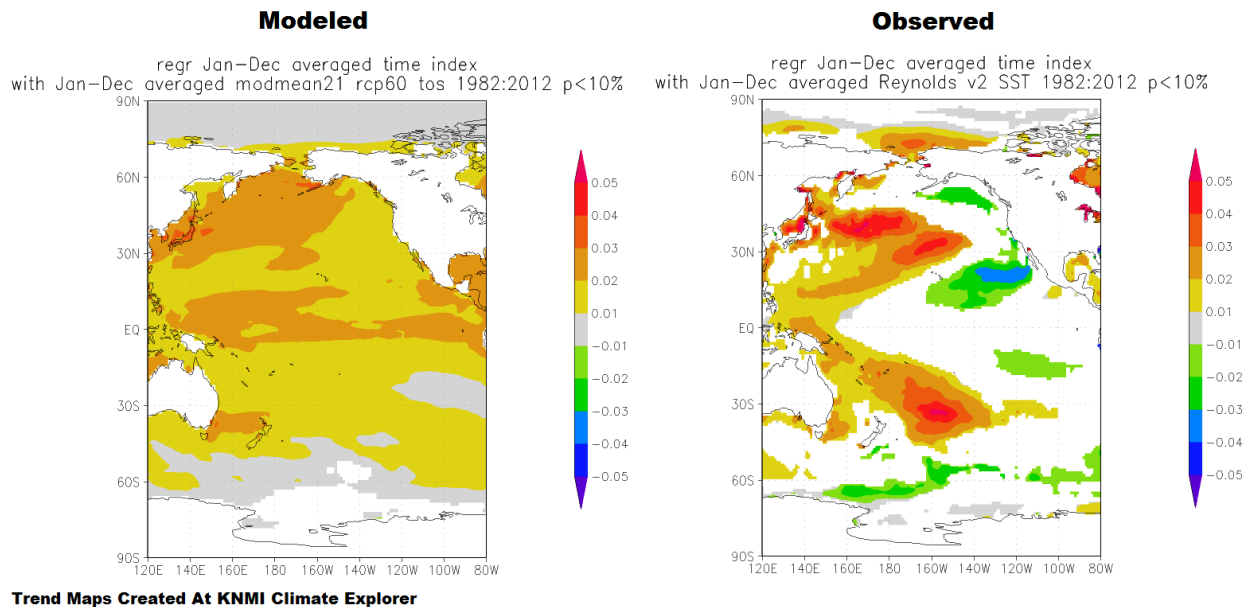 Modeled
regr Jan-Dec averaged time index
with Jan-Dec averaged modmean21 rcp60 tos 1982:2012 p<10%
90N
60N
30N
EQ
30S
60S
90S
120E 140E 160E 180 160W 140W 120W 100W 80W
0.05
0.04
0.03
0.02
0.01
-0.01
-0.02
-0.03
-0.04
-0.05
Observed
regr Jan-Dec averaged time index
with Jan-Dec averaged Reynolds v2 SST 1982:2012 p<10%
90N
60N
30N
EQ
30S
60S
90S
120E 140E 160E 180 160W 140W 120W 100W 80W
0.05
0.04
0.03
0.02
0.01
-0.01
-0.02
-0.03
-0.04
-0.05
Trend Maps Created At KNMI Climate Explorer